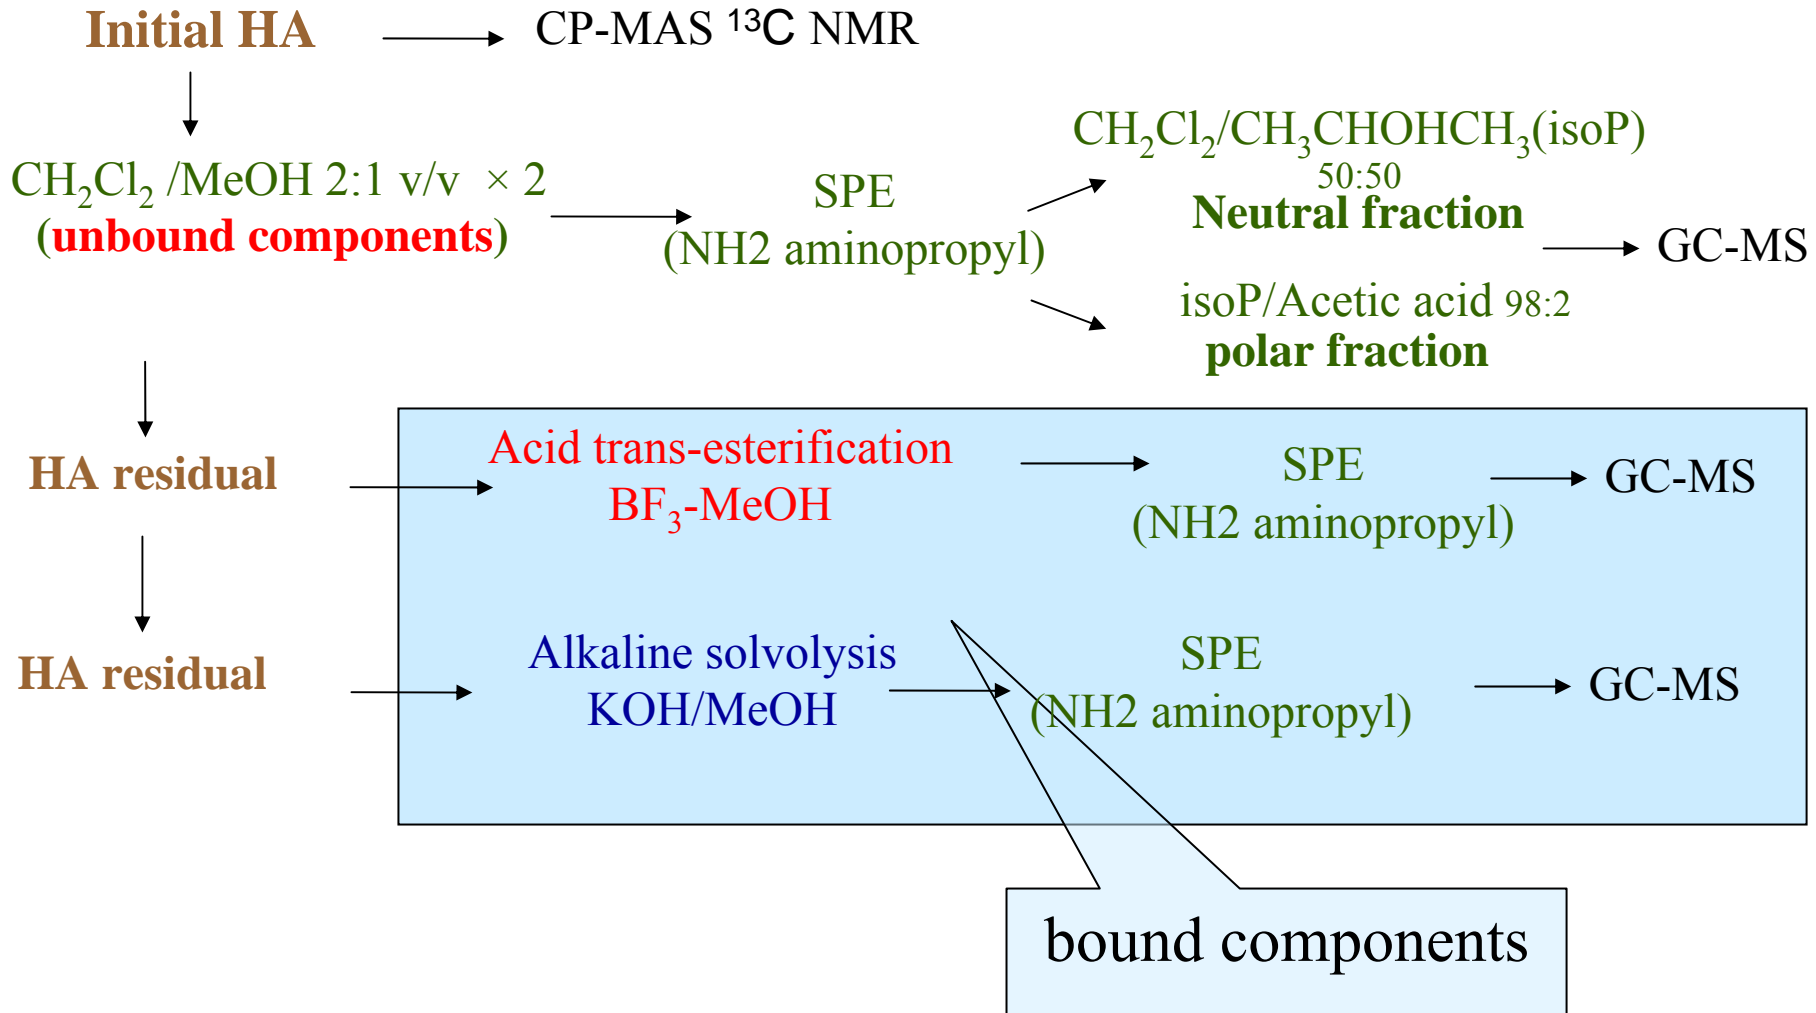 Initial HA
CP-MAS ¹³C NMR
CH₂Cl₂ /MeOH 2:1 v/v × 2
(unbound components)
SPE
(NH2 aminopropyl)
CH₂Cl₂/CH₃CHOHCH₃(isoP)
50:50
Neutral fraction
isoP/Acetic acid 98:2
polar fraction
GC-MS
HA residual
Acid trans-esterification
BF₃-MeOH
SPE
(NH2 aminopropyl)
GC-MS
HA residual
Alkaline solvolysis
KOH/MeOH
SPE
(NH2 aminopropyl)
GC-MS
bound components